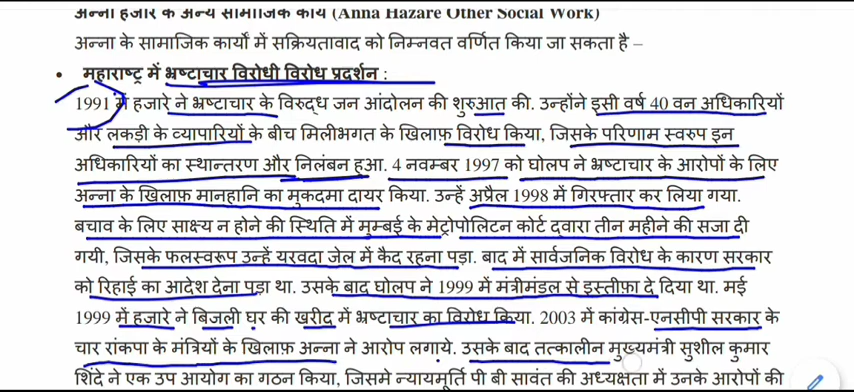 अन्ना हजारे के अन्य सामाजिक कार्य (Anna Hazare Other Social Work)
अन्ना के सामाजिक कार्यों में सक्रियतावाद को निम्नवत वर्णित किया जा सकता है –
• महाराष्ट्र में भ्रष्टाचार विरोधी विरोध प्रदर्शन :
1991 में हजारे ने भ्रष्टाचार के विरुद्ध जन आंदोलन की शुरुआत की. उन्होंने इसी वर्ष 40 वन अधिकारियों
और लकड़ी के व्यापारियों के बीच मिलीभगत के खिलाफ़ विरोध किया, जिसके परिणाम स्वरुप इन
अधिकारियों का स्थान्तरण और निलंबन हुआ. 4 नवम्बर 1997 को घोलप ने भ्रष्टाचार के आरोपों के लिए
अन्ना के खिलाफ़ मानहानि का मुकदमा दायर किया. उन्हें अप्रैल 1998 में गिरफ्तार कर लिया गया.
बचाव के लिए साक्ष्य न होने की स्थिति में मुम्बई के मेट्रोपोलिटन कोर्ट द्वारा तीन महीने की सजा दी
गयी, जिसके फलस्वरूप उन्हें यरवदा जेल में कैद रहना पड़ा. बाद में सार्वजनिक विरोध के कारण सरकार
को रिहाई का आदेश देना पड़ा था. उसके बाद घोलप ने 1999 में मंत्रीमंडल से इस्तीफ़ा दे दिया था. मई
1999 में हजारे ने बिजली घर की खरीद में भ्रष्टाचार का विरोध किया. 2003 में कांग्रेस-एनसीपी सरकार के
चार रांकपा के मंत्रियों के खिलाफ़ अन्ना ने आरोप लगाये. उसके बाद तत्कालीन मुख्यमंत्री सुशील कुमार
शिंदे ने एक उप आयोग का गठन किया, जिसमे न्यायमूर्ति पी बी सावंत की अध्यक्षता में उनके आरोपों की